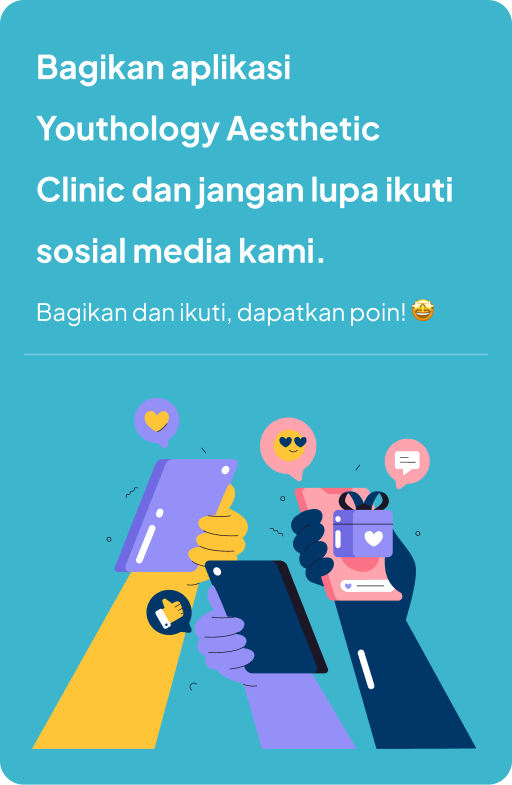 Bagikan aplikasi
Youthology Aesthetic
Clinic dan jangan lupa ikuti
sosial media kami.
Bagikan dan ikuti, dapatkan poin! 🤩